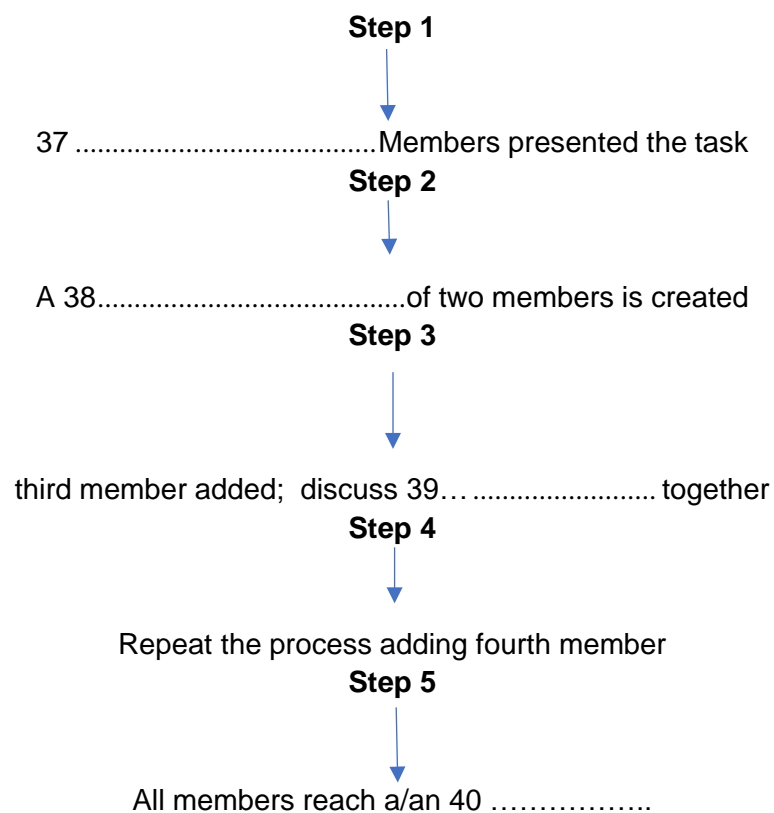 Step 1
37 .........................................Members presented the task
Step 2
A 38..........................................of two members is created
Step 3
third member added;  discuss 39… ......................... together
Step 4
Repeat the process adding fourth member
Step 5
All members reach a/an 40 ……………..